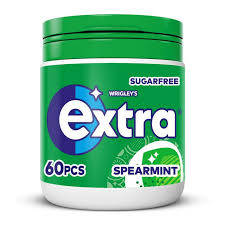 SUGARFREE
WRIGLEY'S
extra
60PCS
SPEARMINT